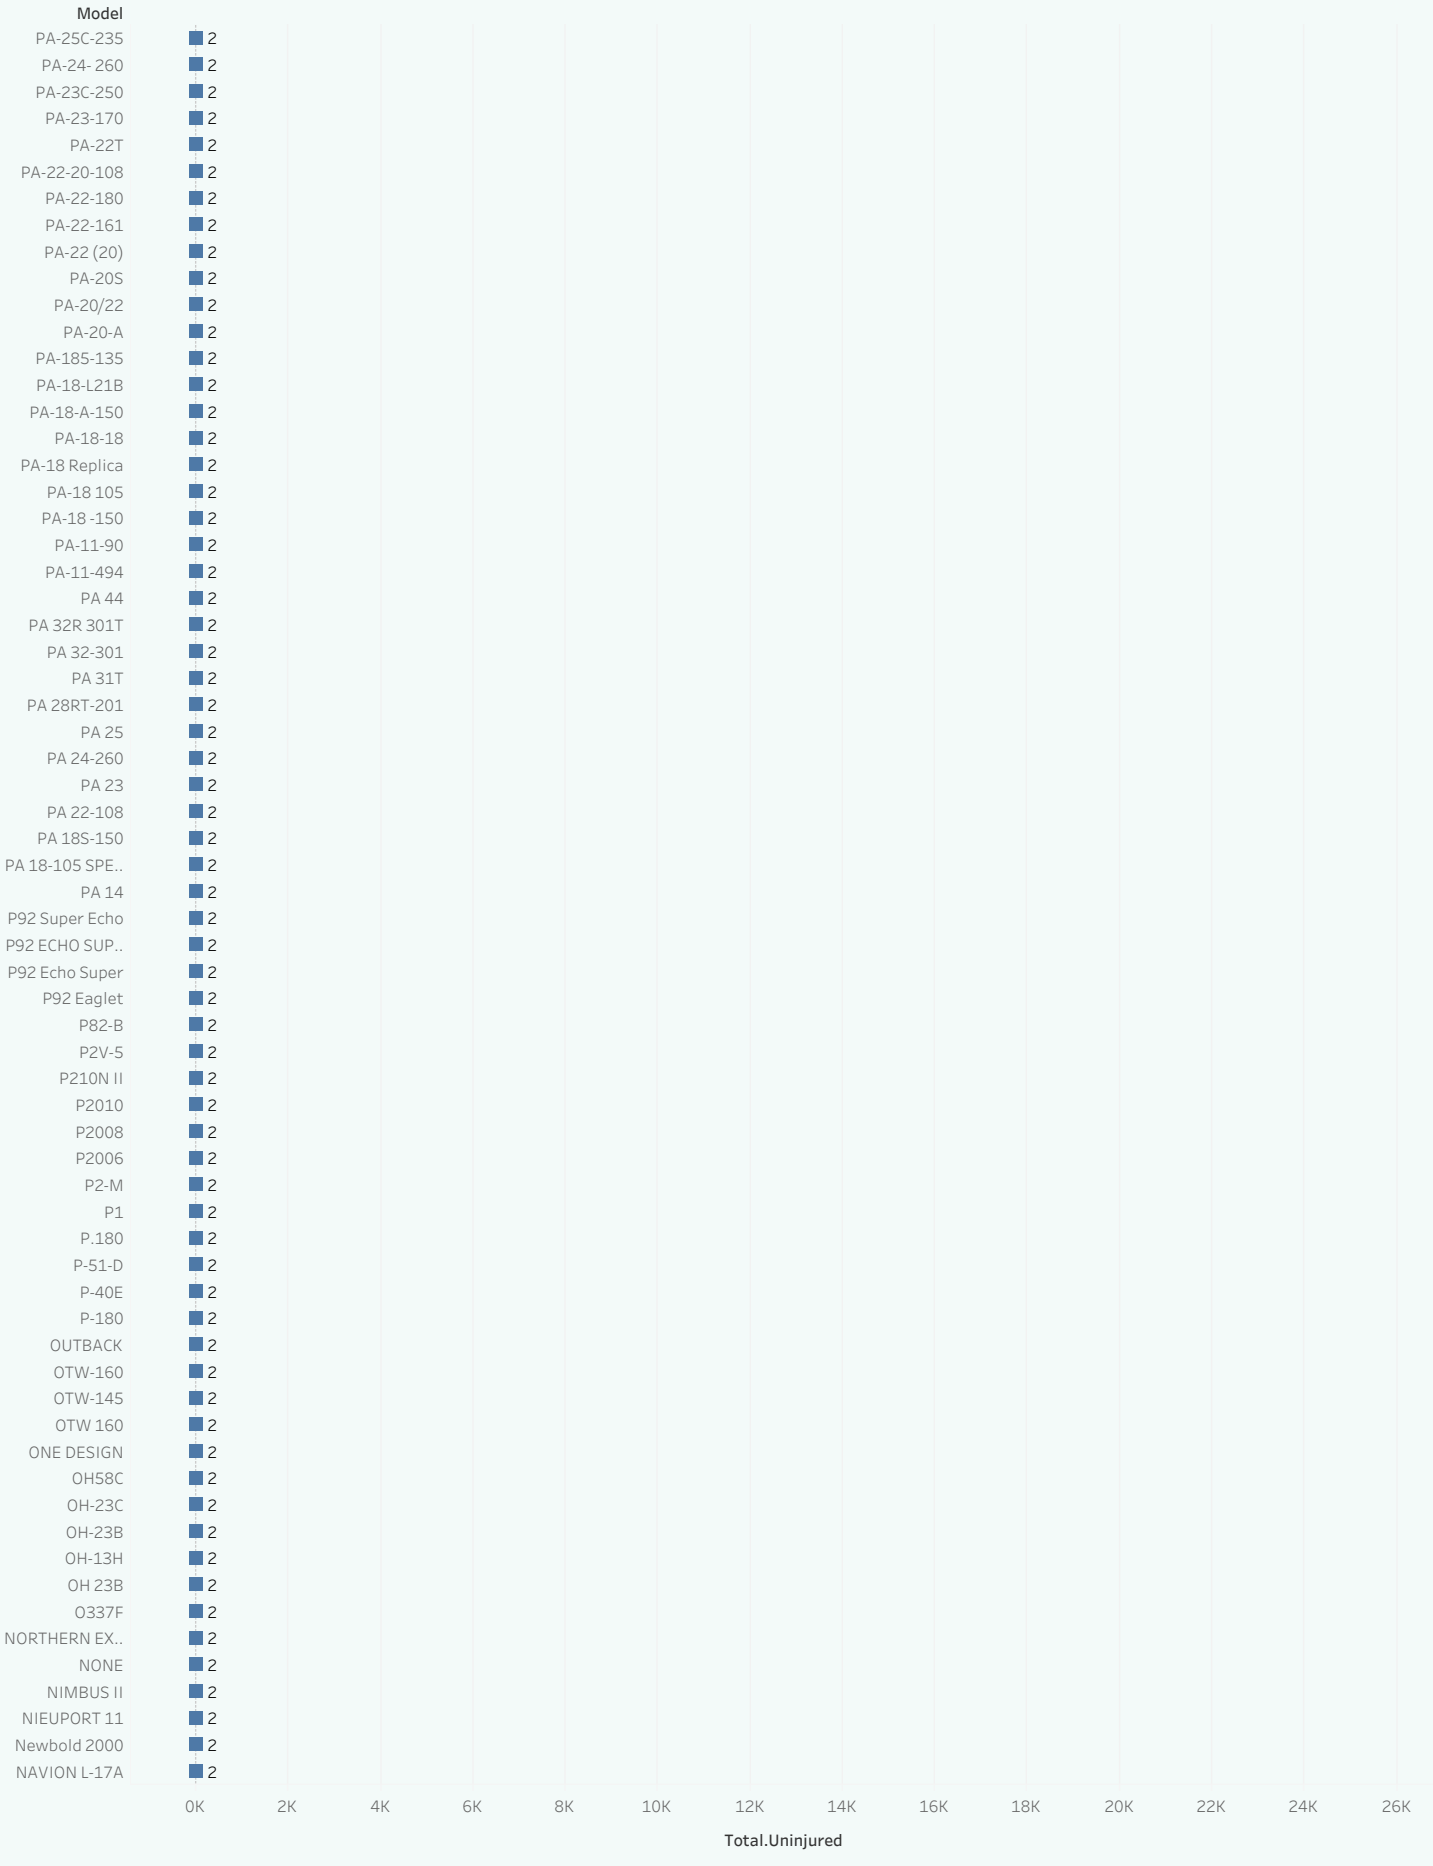 Model
PA-25C-235 2
PA-24- 260 2
PA-23C-250 2
PA-23-170 2
PA-22T 2
PA-22-20-108 2
PA-22-180 2
PA-22-161 2
PA-22 (20) 2
PA-20S 2
PA-20/22 2
PA-20-A 2
PA-185-135 2
PA-18-L21B 2
PA-18-A-150 2
PA-18-18 2
PA-18 Replica 2
PA-18 105 2
PA-18 -150 2
PA-11-90 2
PA-11-494 2
PA 44 2
PA 32R 301T 2
PA 32-301 2
PA 31T 2
PA 28RT-201 2
PA 25 2
PA 24-260 2
PA 23 2
PA 22-108 2
PA 18S-150 2
PA 18-105 SPE.. 2
PA 14 2
P92 Super Echo 2
P92 ECHO SUP.. 2
P92 Echo Super 2
P92 Eaglet 2
P82-B 2
P2V-5 2
P210N II 2
P2010 2
P2008 2
P2006 2
P2-M 2
P1 2
P.180 2
P-51-D 2
P-40E 2
P-180 2
OUTBACK 2
OTW-160 2
OTW-145 2
OTW 160 2
ONE DESIGN 2
OH58C 2
OH-23C 2
OH-23B 2
OH-13H 2
OH 23B 2
O337F 2
NORTHERN EX.. 2
NONE 2
NIMBUS II 2
NIEUPORT 11 2
Newbold 2000 2
NAVION L-17A 2
0K 2K 4K 6K 8K 10K 12K 14K 16K 18K 20K 22K 24K 26K
Total.Uninjured